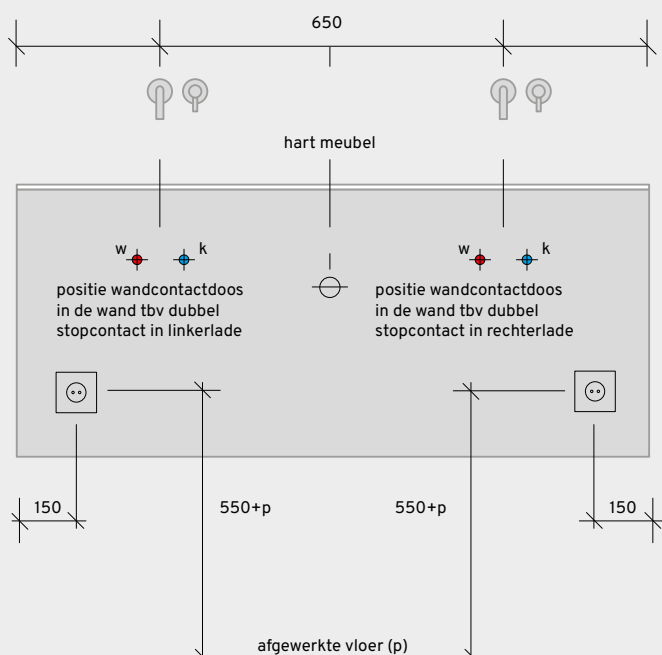 650
hart meubel
w k
w k
positie wandcontactdoos
in de wand tbv dubbel
stopcontact in linkerlade
positie wandcontactdoos
in de wand tbv dubbel
stopcontact in rechterlade
150
550+p
550+p
150
afgewerkte vloer (p)